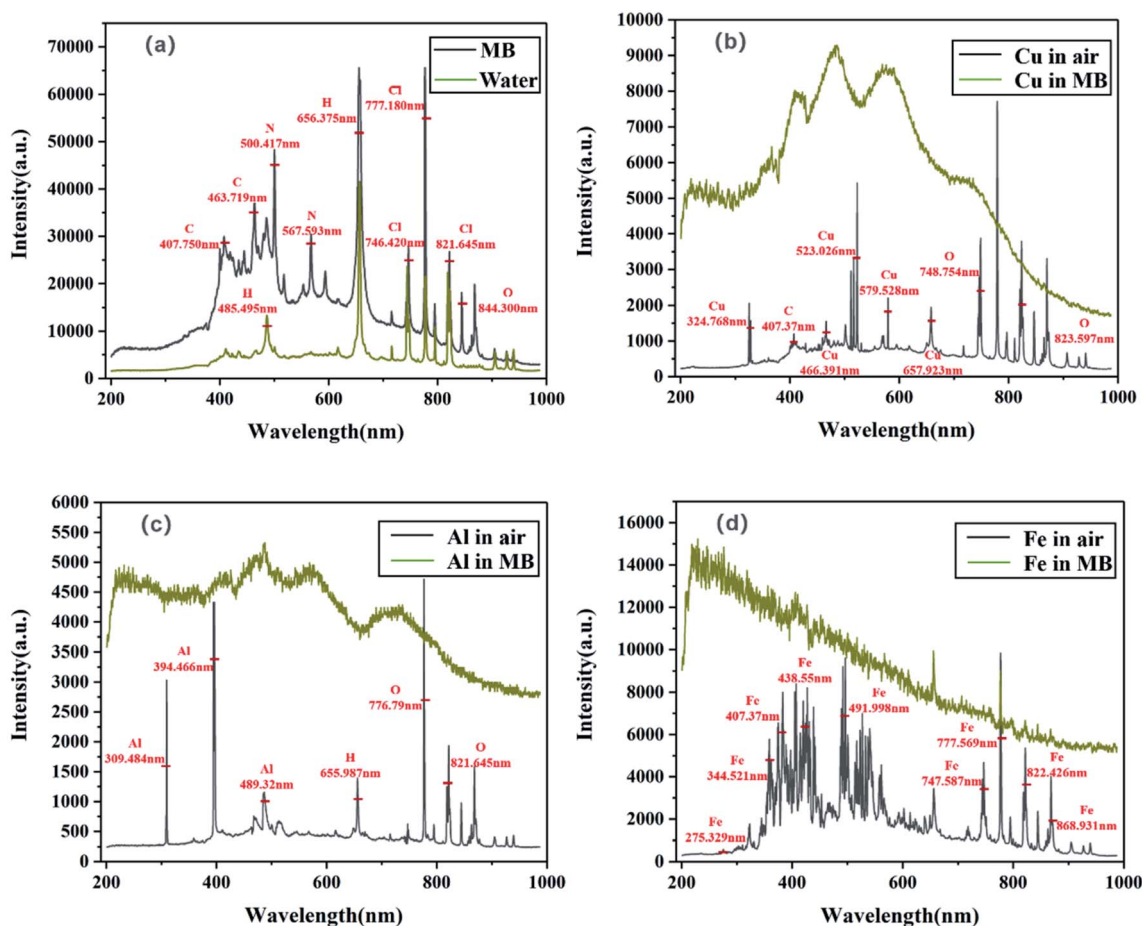 (a)
MB
Water
H
656.375nm
Cl
777.180nm
N
500.417nm
C
463.719nm
N
567.593nm
C
407.750nm
Cl
746.420nm
Cl
821.645nm
H
485.495nm
O
844.300nm
70000
60000
50000
40000
30000
20000
10000
0
Intensity(a.u.)
200 400 600 800 1000
Wavelength(nm)
(b)
Cu in air
Cu in MB
Cu
523.026nm
Cu
579.528nm
O
748.754nm
Cu
324.768nm
C
407.37nm
Cu
466.391nm
Cu
657.923nm
O
823.597nm
10000
9000
8000
7000
6000
5000
4000
3000
2000
1000
0
Intensity(a.u.)
200 400 600 800 1000
Wavelength(nm)
(c)
Al in air
Al in MB
Al
394.466nm
Al
309.484nm
Al
489.32nm
H
655.987nm
O
776.79nm
O
821.645nm
6000
5500
5000
4500
4000
3500
3000
2500
2000
1500
1000
500
0
Intensity(a.u.)
200 400 600 800 1000
Wavelength(nm)
(d)
Fe in air
Fe in MB
Fe
438.55nm
Fe
407.37nm
Fe
491.998nm
Fe
344.521nm
Fe
777.569nm
Fe
747.587nm
Fe
822.426nm
Fe
275.329nm
Fe
868.931nm
16000
14000
12000
10000
8000
6000
4000
2000
0
Intensity(a.u.)
200 400 600 800 1000
Wavelength(nm)